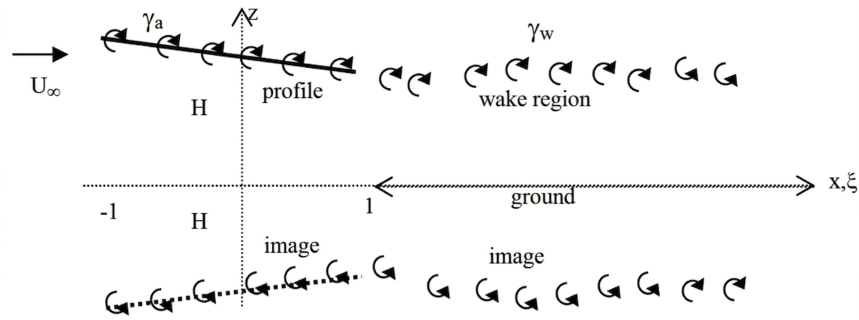 γa
z
γw
U∞
profile
H
wake region
x,ξ
-1
H
1
ground
image
image